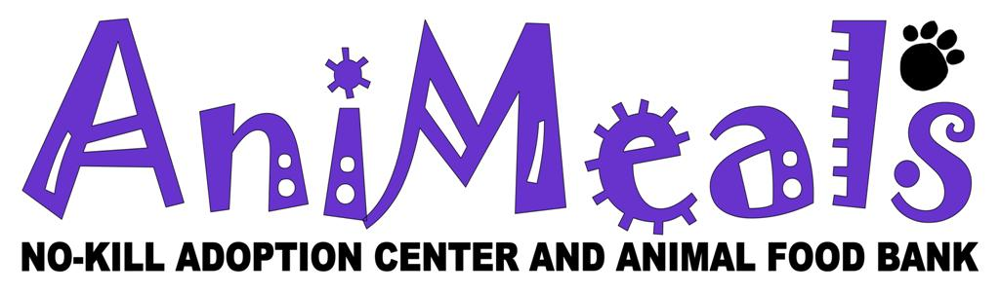 AniMeals
NO-KILL ADOPTION CENTER AND ANIMAL FOOD BANK